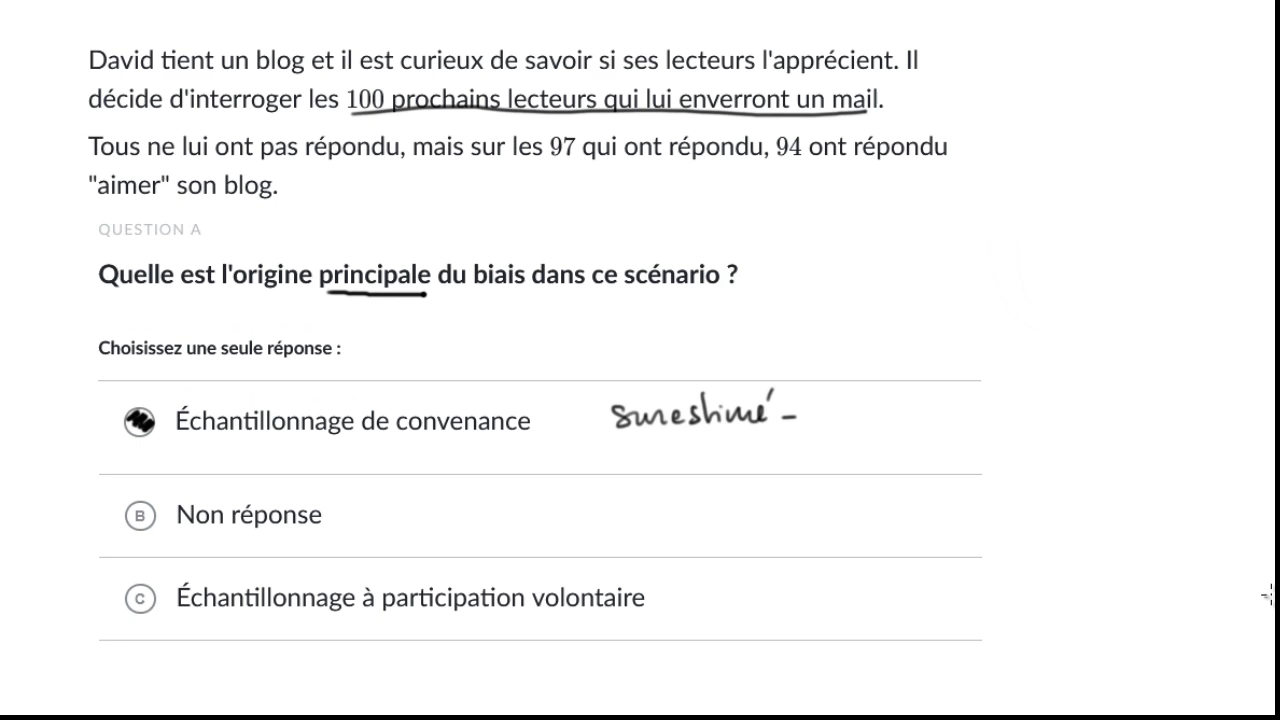 David tient un blog et il est curieux de savoir si ses lecteurs l'apprécient. Il
décide d'interroger les 100 prochains lecteurs qui lui enverront un mail.
Tous ne lui ont pas répondu, mais sur les 97 qui ont répondu, 94 ont répondu
"aimer" son blog.
QUESTION A
Quelle est l'origine principale du biais dans ce scénario ?
Choisissez une seule réponse :
Échantillonnage de convenance surestimé -
B Non réponse
C Échantillonnage à participation volontaire